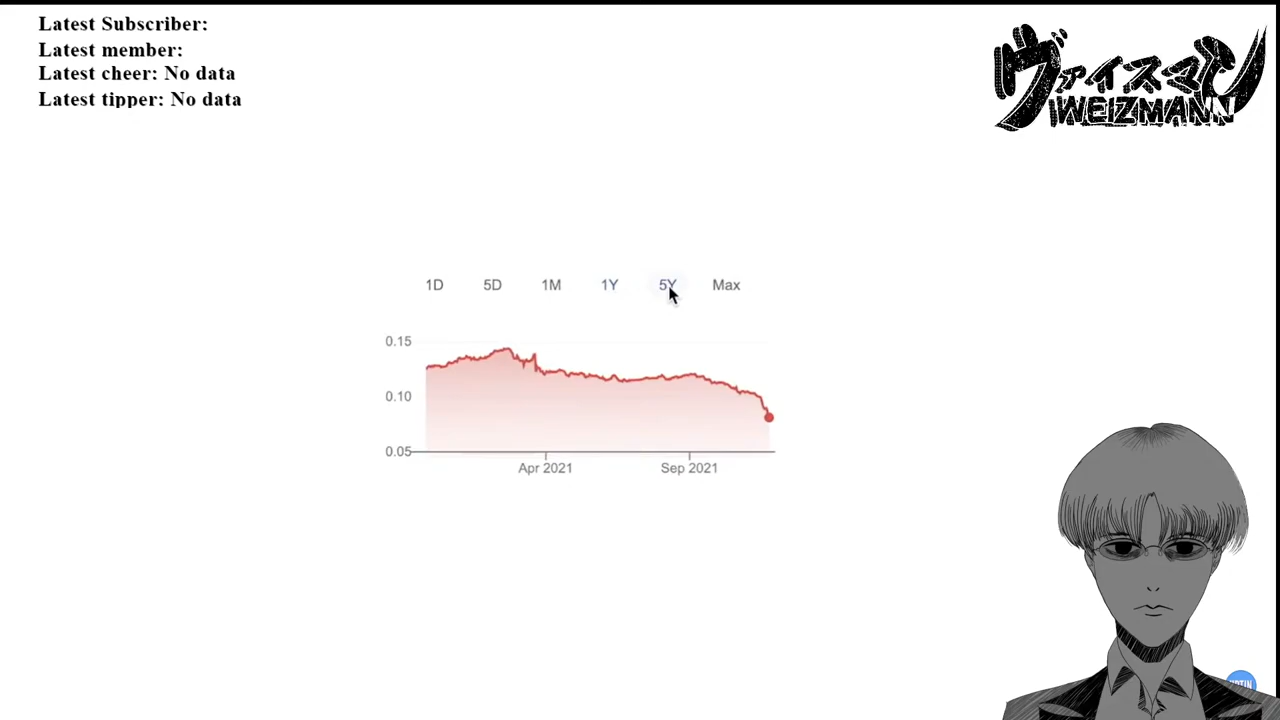 Latest Subscriber:
Latest member:
Latest cheer: No data
Latest tipper: No data
ヴァイスマン
WEIZMANN
1D 5D 1M 1Y 5Y Max
0.15
0.10
0.05
Apr 2021 Sep 2021